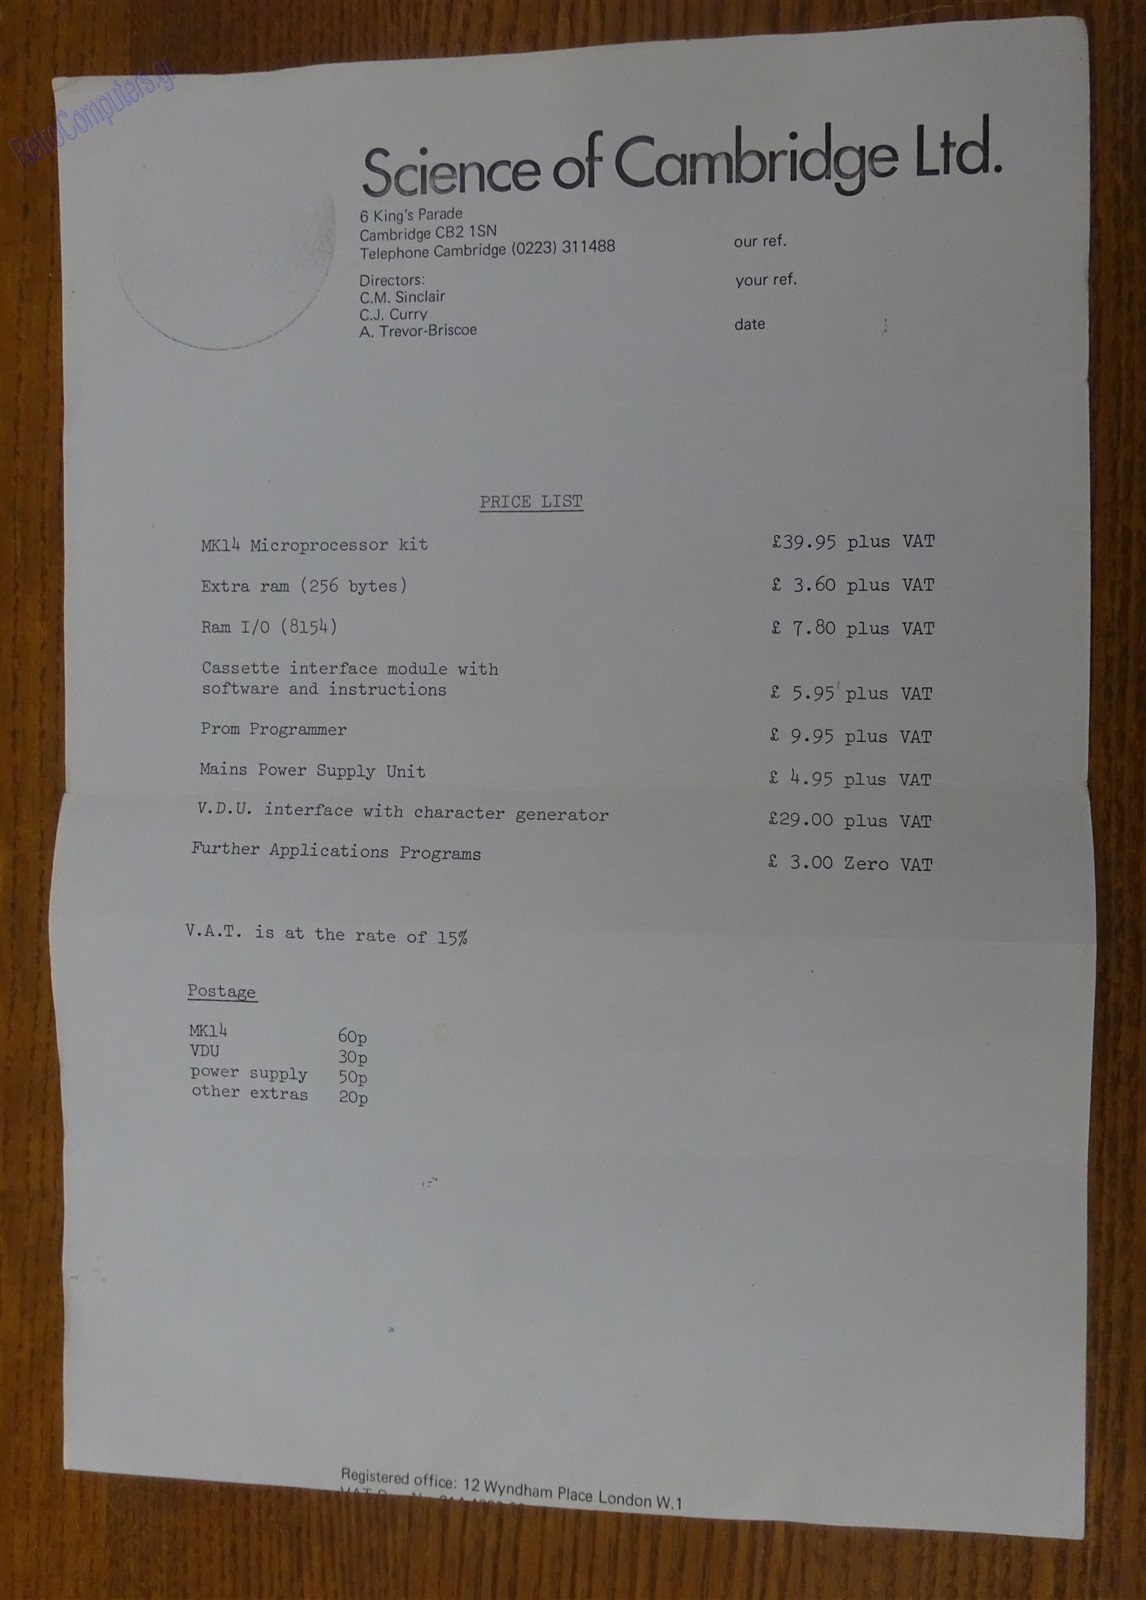 RetroComputers.gr
Science of Cambridge Ltd.
6 King's Parade
Cambridge CB2 1SN
Telephone Cambridge (0223) 311488
our ref.
Directors:
your ref.
C.M. Sinclair
C.J. Curry
A. Trevor-Briscoe
date
PRICE LIST
MK14 Microprocessor kit £39.95 plus VAT
Extra ram (256 bytes) £ 3.60 plus VAT
Ram I/O (8154) £ 7.80 plus VAT
Cassette interface module with
software and instructions £ 5.95 plus VAT
Prom Programmer £ 9.95 plus VAT
Mains Power Supply Unit £ 4.95 plus VAT
V.D.U. interface with character generator £29.00 plus VAT
Further Applications Programs £ 3.00 Zero VAT
V.A.T. is at the rate of 15%
Postage
MK14 60p
VDU 30p
power supply 50p
other extras 20p
Registered office: 12 Wyndham Place London W.1
VAT